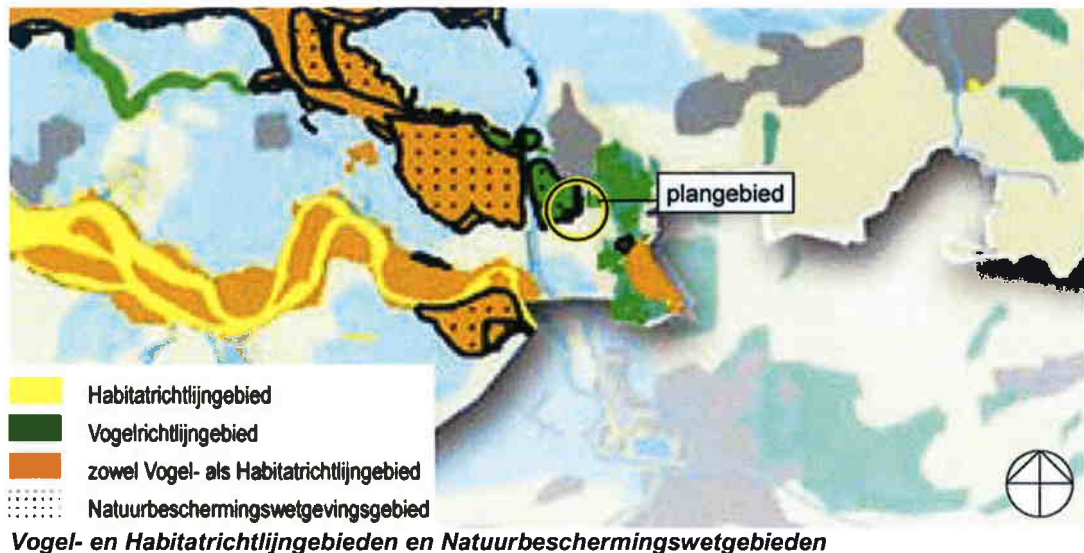 plangebied
Habitatrichtlijngebied
Vogelrichtlijngebied
zowel Vogel- als Habitatrichtlijngebied
Natuurbeschermingswetgevingsgebied
Vogel- en Habitatrichtlijngebieden en Natuurbeschermingswetgebieden